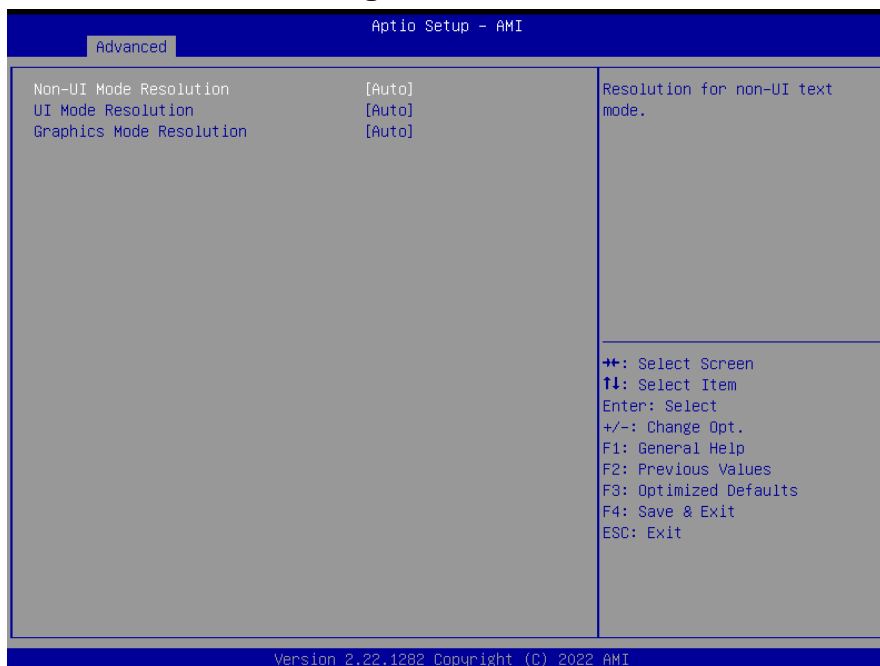 Aptio Setup – AMI
Advanced
Non-UI Mode Resolution [Auto]
UI Mode Resolution [Auto]
Graphics Mode Resolution [Auto]
Resolution for non-UI text
mode.
→←: Select Screen
↑↓: Select Item
Enter: Select
+/-: Change Opt.
F1: General Help
F2: Previous Values
F3: Optimized Defaults
F4: Save & Exit
ESC: Exit
Version 2.22.1282 Copyright (C) 2022 AMI